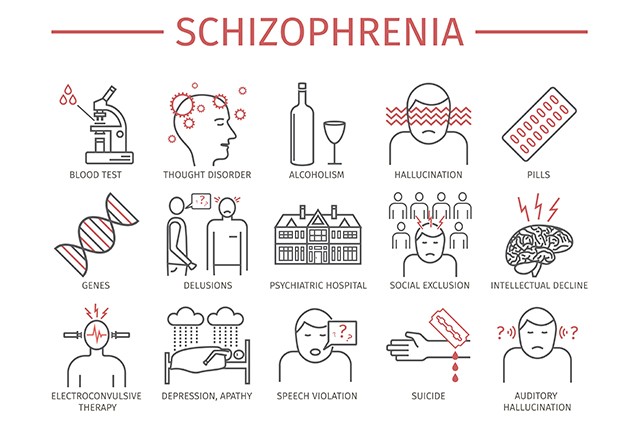 SCHIZOPHRENIA
BLOOD TEST
THOUGHT DISORDER
ALCOHOLISM
HALLUCINATION
PILLS
? ?
GENES
DELUSIONS
PSYCHIATRIC HOSPITAL
SOCIAL EXCLUSION
INTELLECTUAL DECLINE
? ? ?
? ?
ELECTROCONVULSIVE
THERAPY
DEPRESSION, APATHY
SPEECH VIOLATION
SUICIDE
AUDITORY
HALLUCINATION